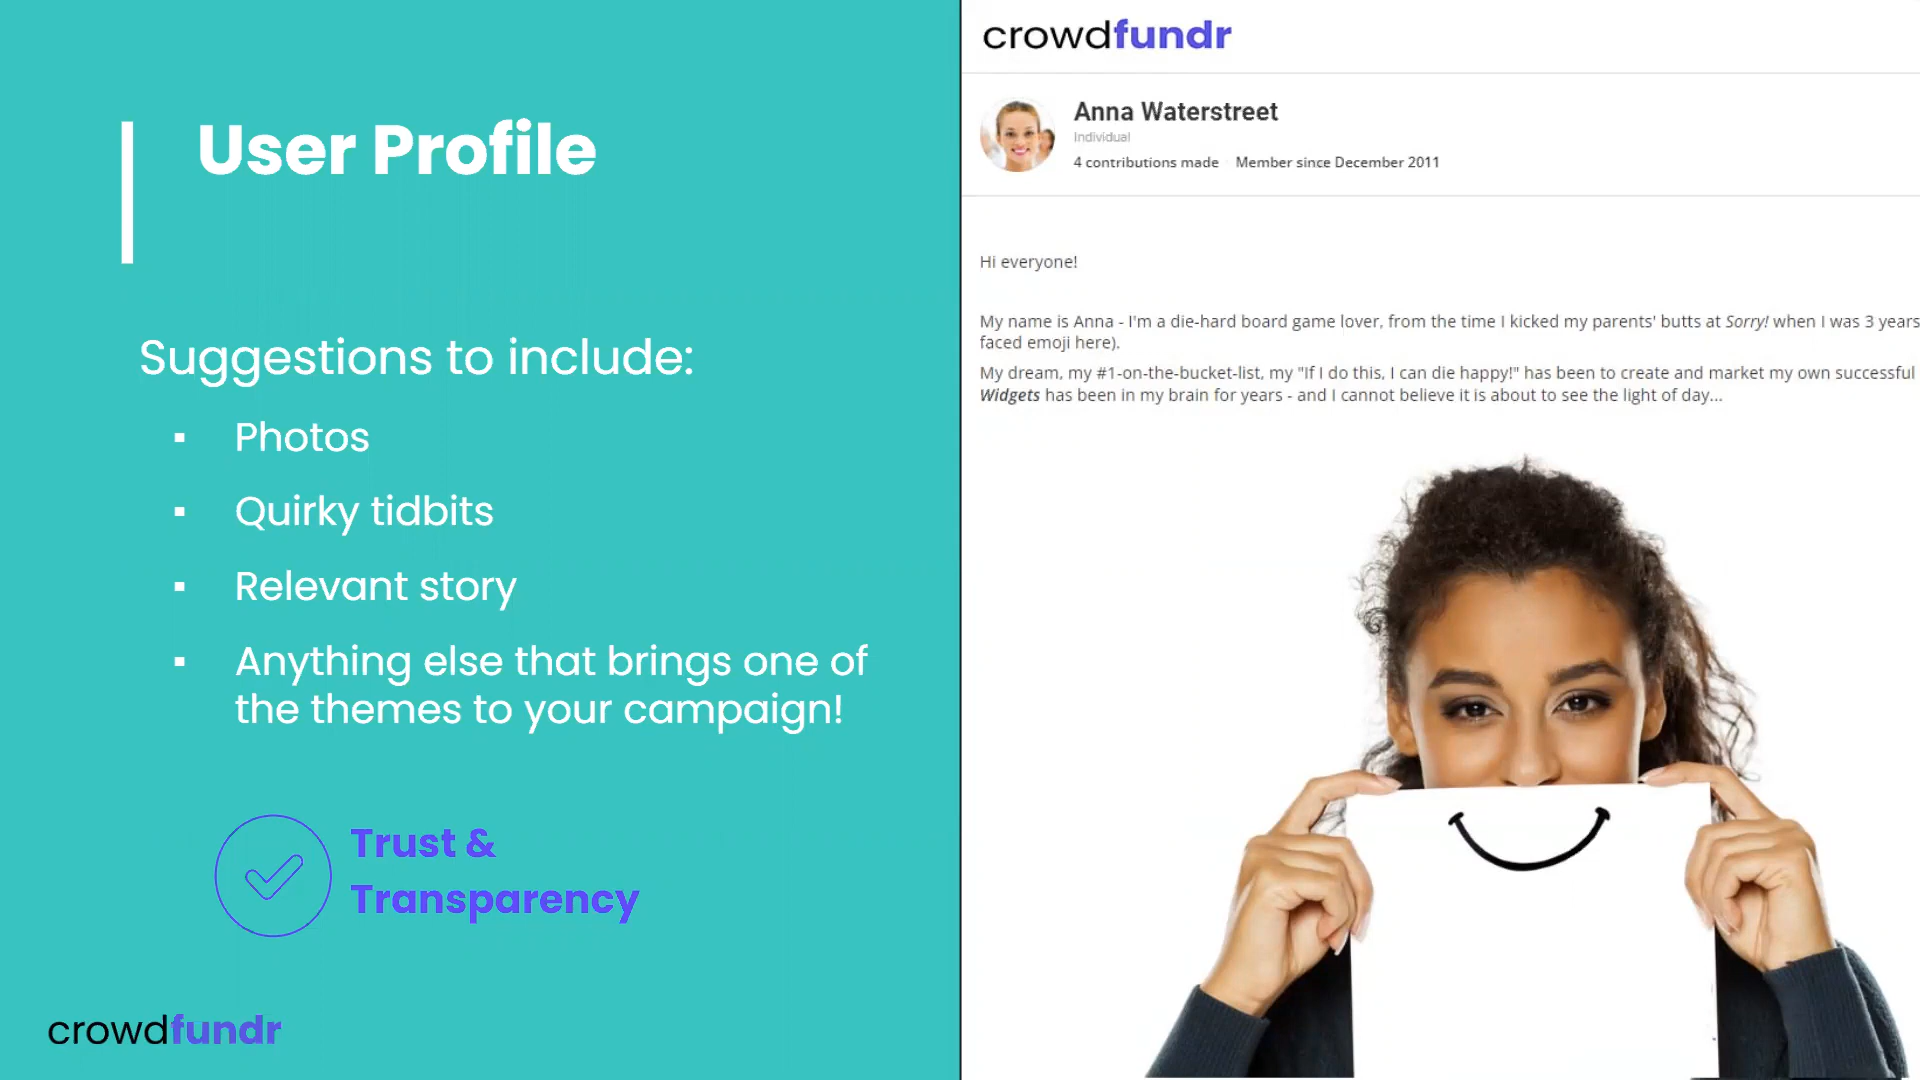 User Profile
Suggestions to include:
▪ Photos
▪ Quirky tidbits
▪ Relevant story
▪ Anything else that brings one of
the themes to your campaign!
Trust &
Transparency
crowdfundr
crowdfundr
Anna Waterstreet
Individual
4 contributions made Member since December 2011
Hi everyone!
My name is Anna - I'm a die-hard board game lover, from the time I kicked my parents' butts at Sorry! when I was 3 years
faced emoji here).
My dream, my #1-on-the-bucket-list, my "If I do this, I can die happy!" has been to create and market my own successful
Widgets has been in my brain for years - and I cannot believe it is about to see the light of day...